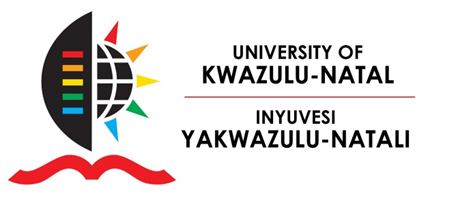 UNIVERSITY OF
KWAZULU-NATAL
INYUVESI
YAKWAZULU-NATALI